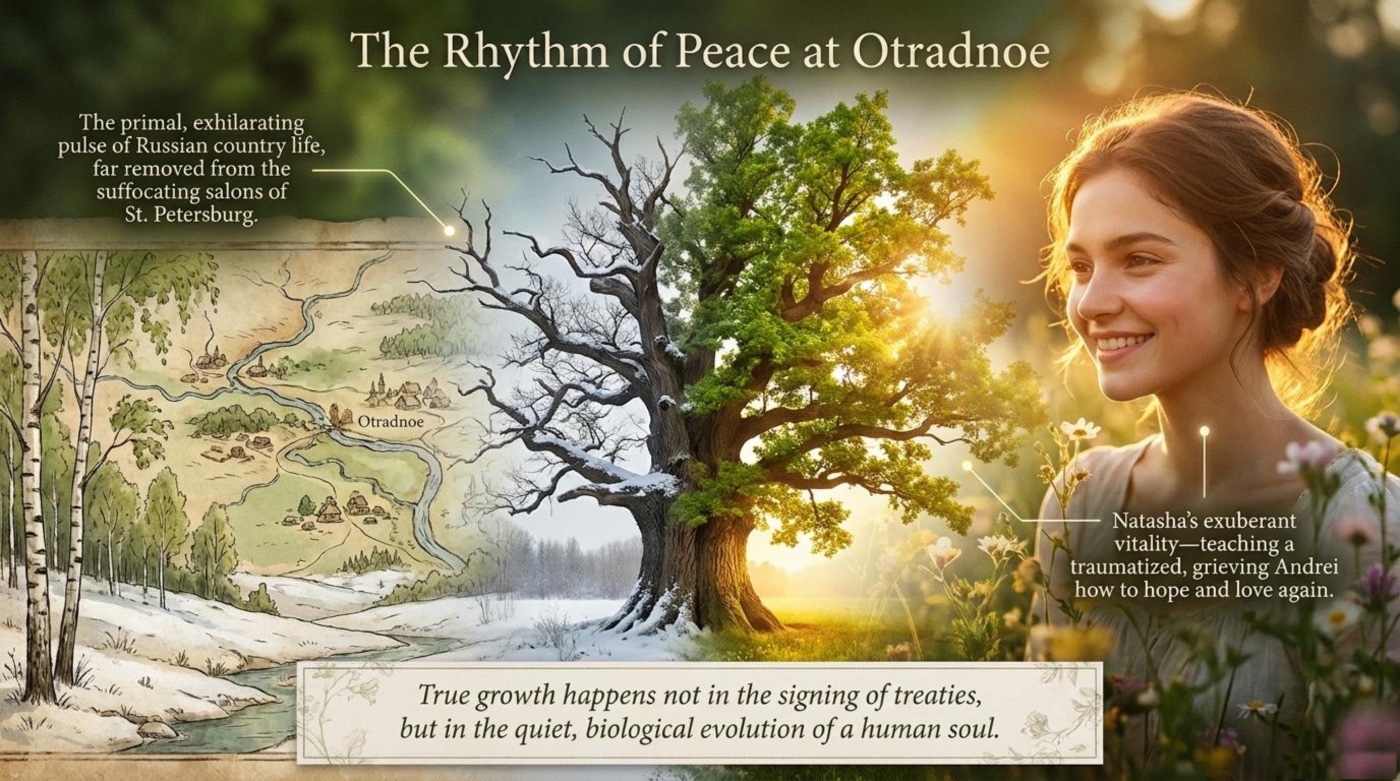 The Rhythm of Peace at Otradnoe
The primal, exhilarating
pulse of Russian country life,
far removed from the
suffocating salons of
St. Petersburg.
Otradnoe
Natasha’s exuberant
vitality—teaching a
traumatized, grieving Andrei
how to hope and love again.
True growth happens not in the signing of treaties,
but in the quiet, biological evolution of a human soul.